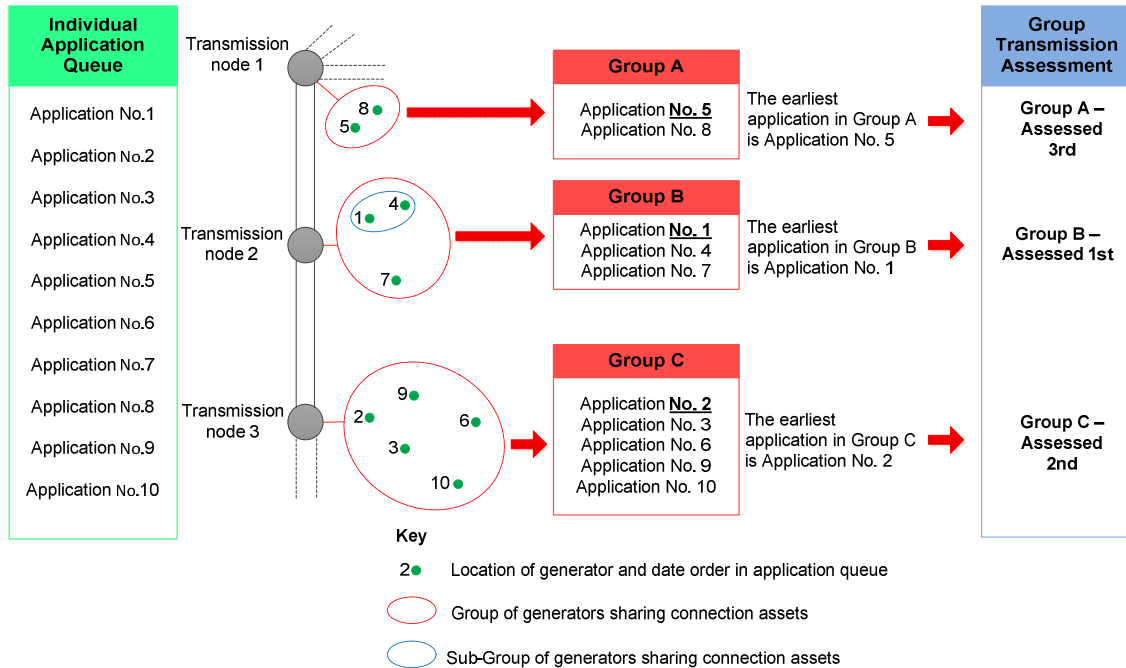 Individual
Application
Queue
Application No.1
Application No.2
Application No.3
Application No.4
Application No.5
Application No.6
Application No.7
Application No.8
Application No.9
Application No.10
Transmission
node 1
8
5
Transmission
node 2
1
4
7
Transmission
node 3
9
2
6
3
10
Group A
Application No. 5
Application No. 8
The earliest
application in Group A
is Application No. 5
Group B
Application No. 1
Application No. 4
Application No. 7
The earliest
application in Group B
is Application No. 1
Group C
Application No. 2
Application No. 3
Application No. 6
Application No. 9
Application No. 10
The earliest
application in Group C
is Application No. 2
Group
Transmission
Assessment
Group A –
Assessed
3rd
Group B –
Assessed 1st
Group C –
Assessed
2nd
Key
2 Location of generator and date order in application queue
Group of generators sharing connection assets
Sub-Group of generators sharing connection assets